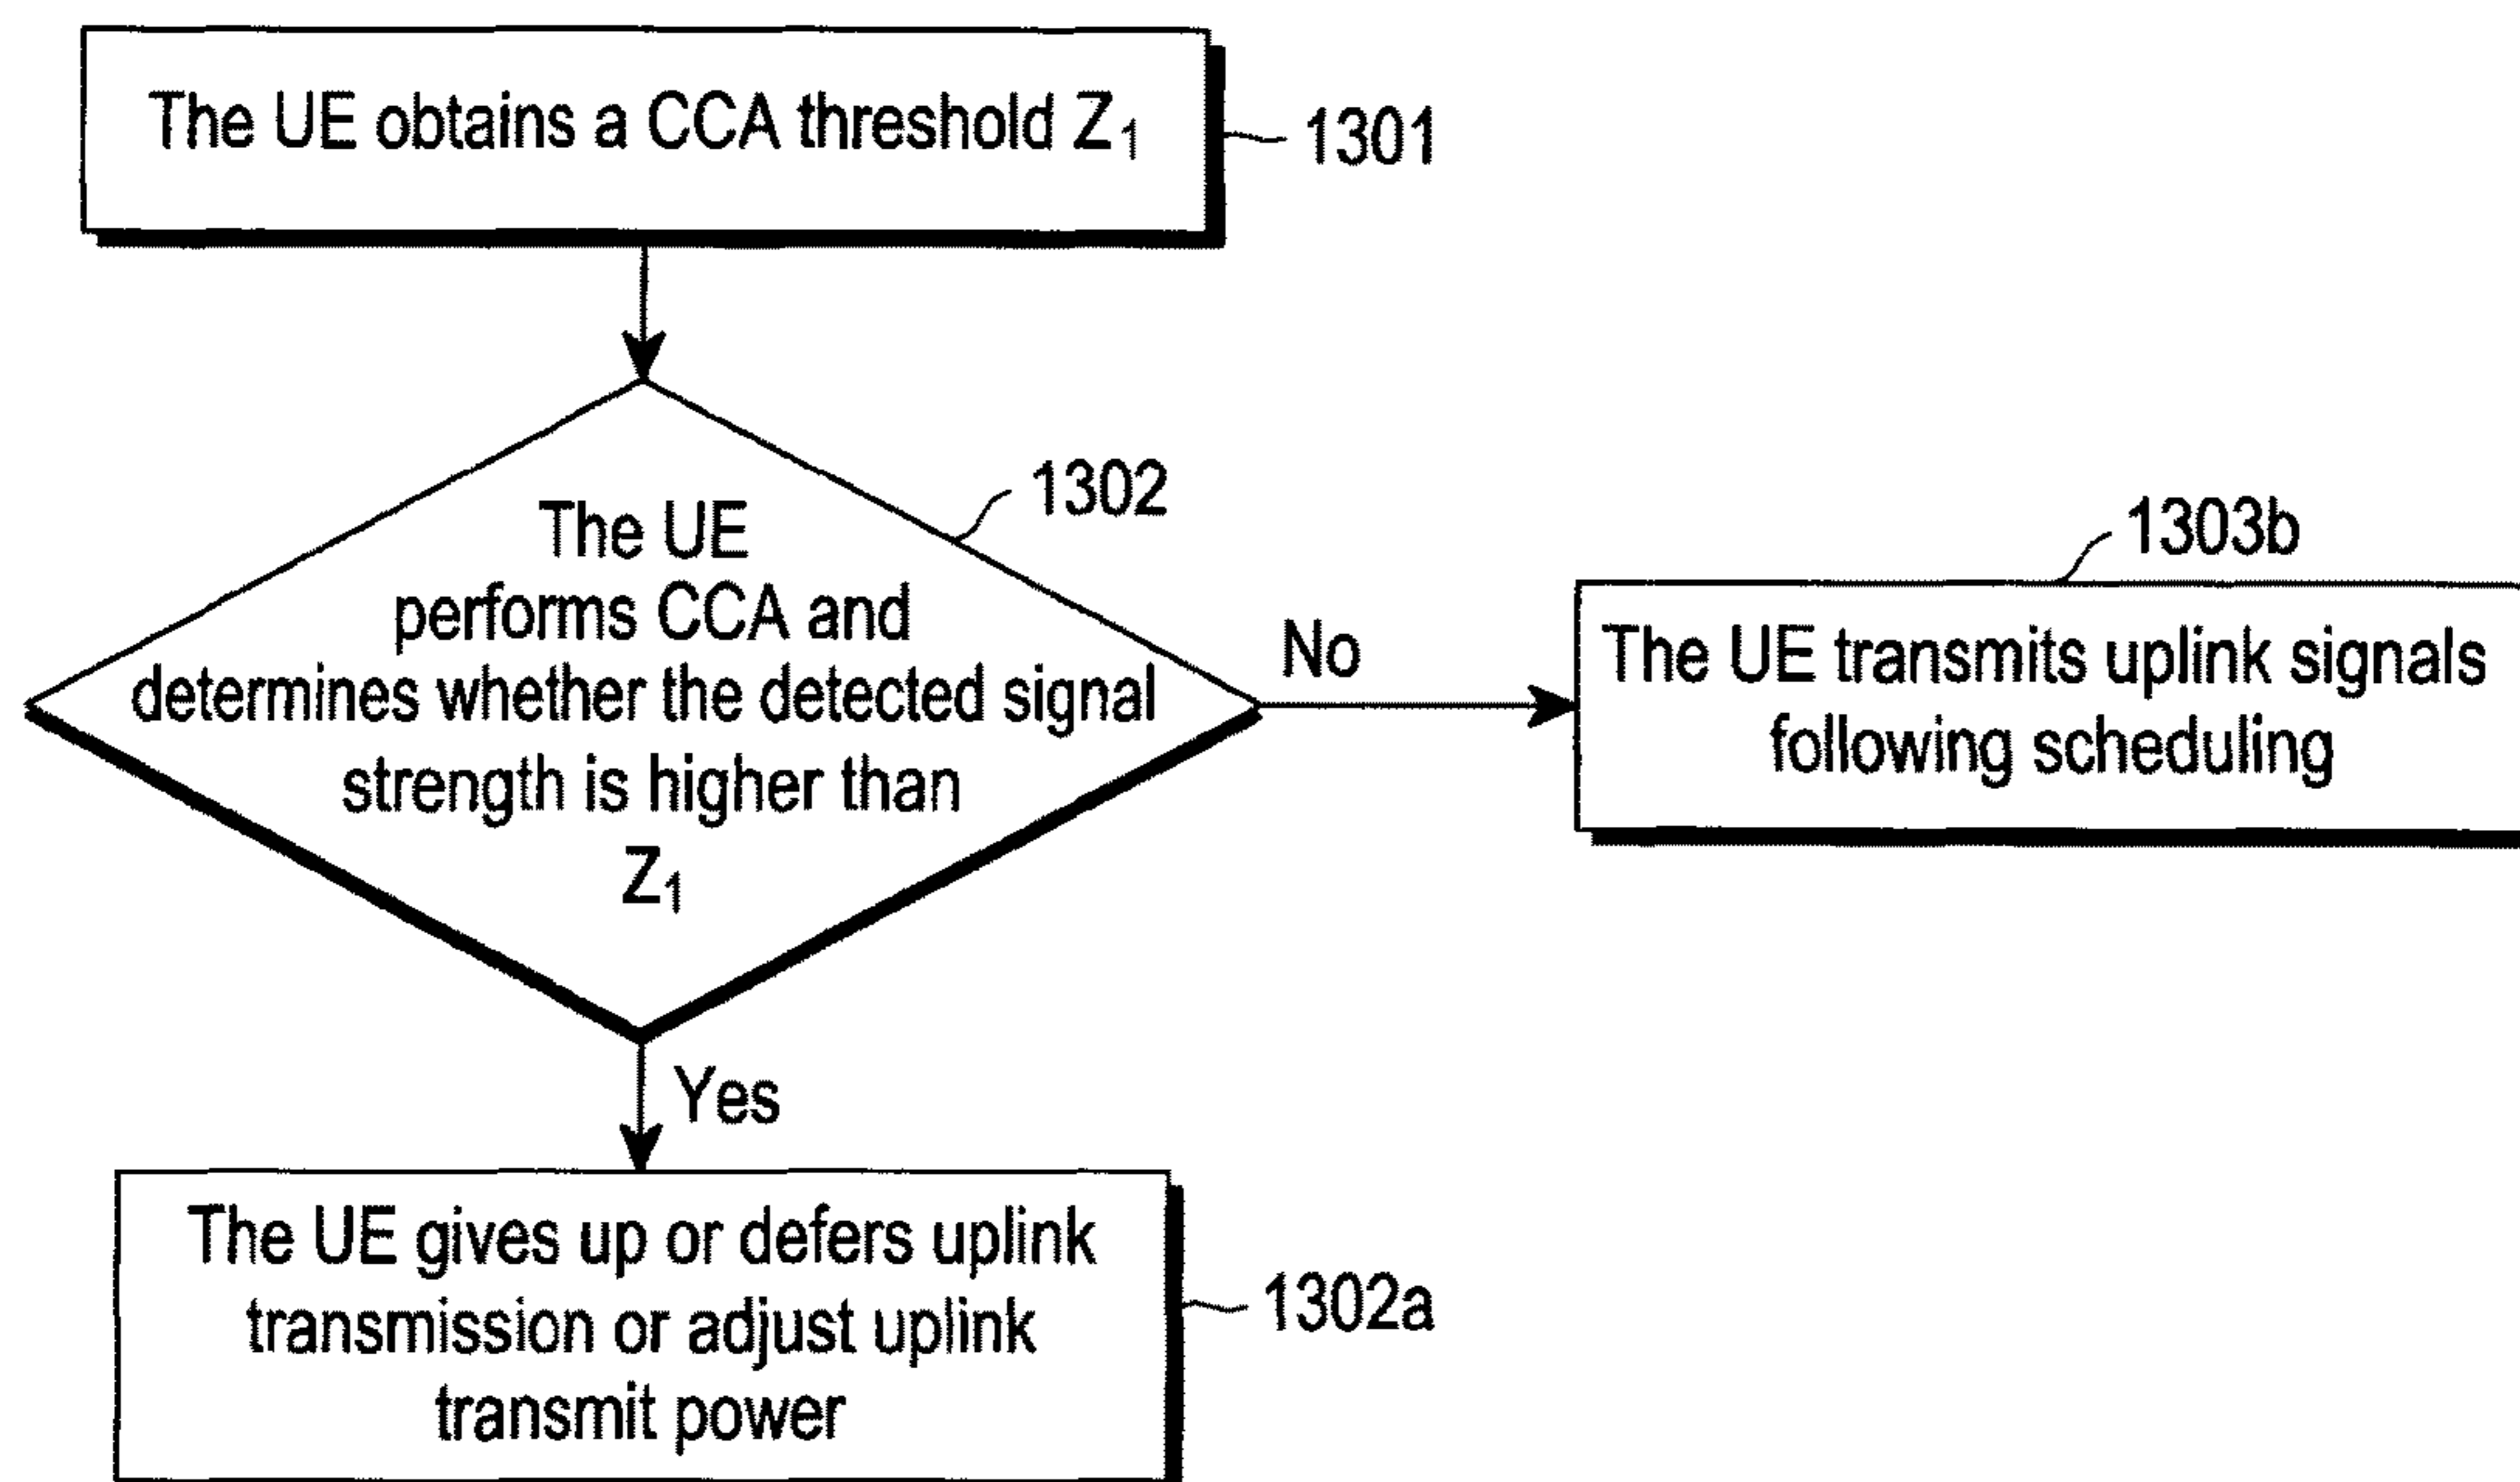 The UE obtains a CCA threshold Z₁
1301
1302
The UE
performs CCA and
determines whether the detected signal
strength is higher than
Z₁
No
1303b
The UE transmits uplink signals
following scheduling
Yes
The UE gives up or defers uplink
transmission or adjust uplink
transmit power
1302a